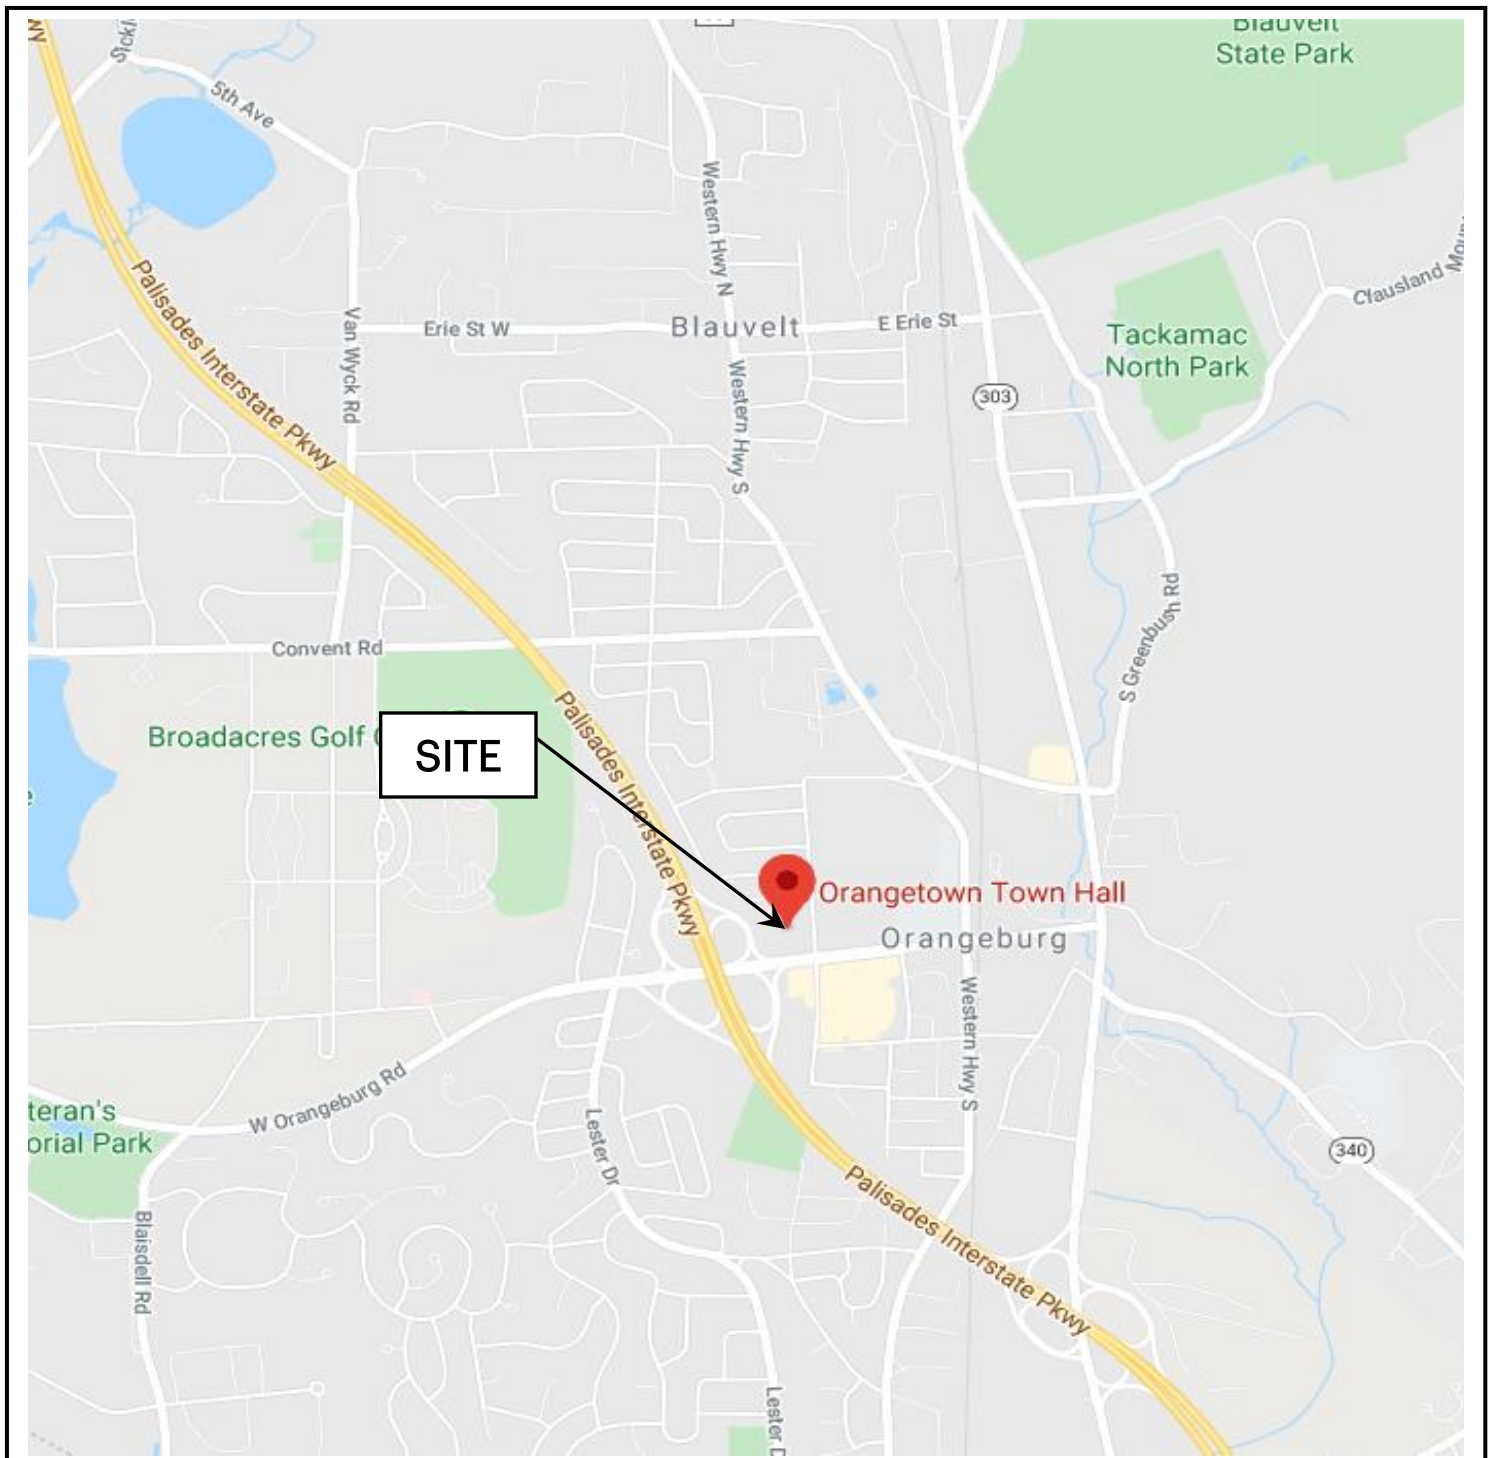 Blauvelt
State Park
5th Ave
Western Hwy N
Palisades Interstate Pkwy
Clausland
Van Wyck Rd
Erie St W
Blauvelt
E Erie St
Tackamac
North Park
Western Hwy S
303
Convent Rd
S Greenbush Rd
Broadacres Golf
SITE
Palisades Interstate Pkwy
Orangetown Town Hall
Orangeburg
Western Hwy S
W Orangeburg Rd
teran's
orial Park
Lester Dr
340
Palisades Interstate Pkwy
Blaisdell Rd
Lester